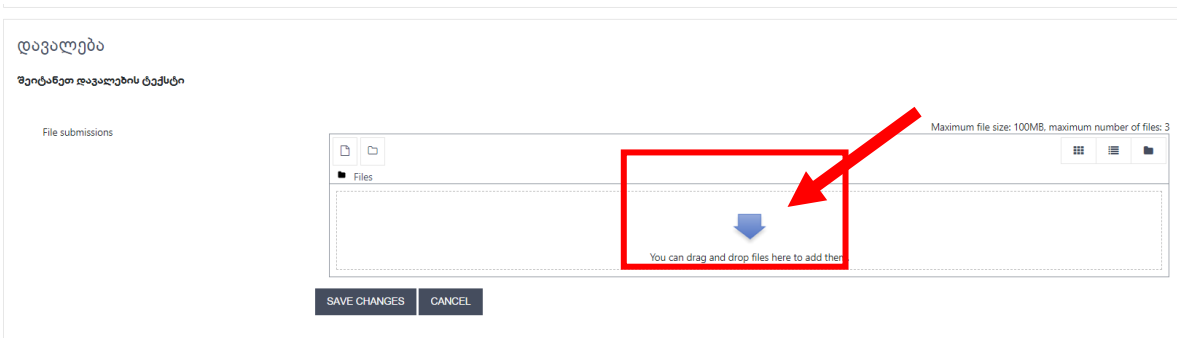 დავალება
შეიტანეთ დავალების ტექსტი
File submissions
Maximum file size: 100MB, maximum number of files: 3
Files
You can drag and drop files here to add them.
SAVE CHANGES
CANCEL